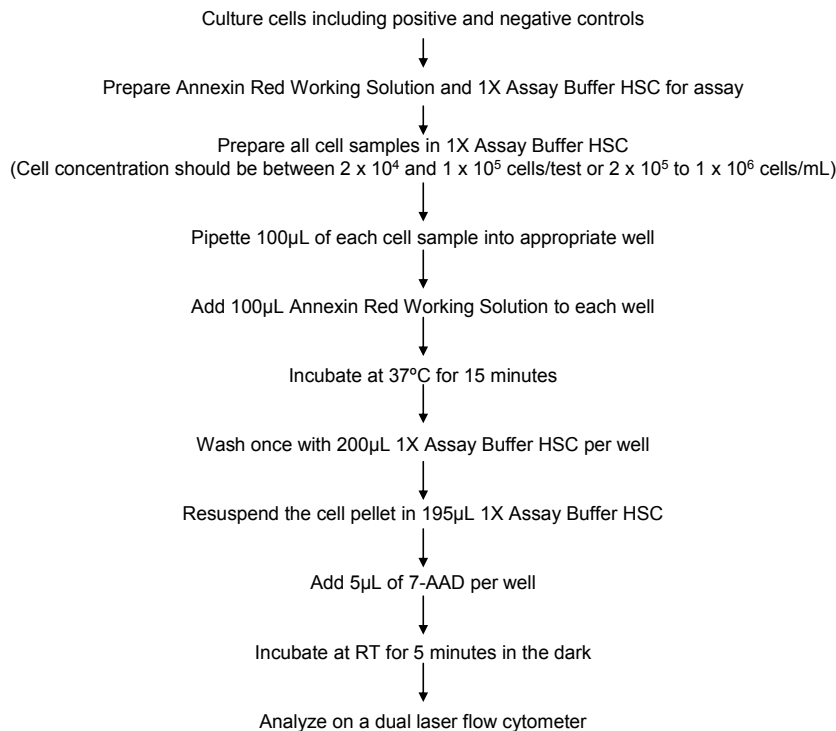 Culture cells including positive and negative controls
Prepare Annexin Red Working Solution and 1X Assay Buffer HSC for assay
Prepare all cell samples in 1X Assay Buffer HSC
(Cell concentration should be between 2 x 10⁴ and 1 x 10⁵ cells/test or 2 x 10⁵ to 1 x 10⁶ cells/mL)
Pipette 100µL of each cell sample into appropriate well
Add 100µL Annexin Red Working Solution to each well
Incubate at 37ºC for 15 minutes
Wash once with 200µL 1X Assay Buffer HSC per well
Resuspend the cell pellet in 195µL 1X Assay Buffer HSC
Add 5µL of 7-AAD per well
Incubate at RT for 5 minutes in the dark
Analyze on a dual laser flow cytometer